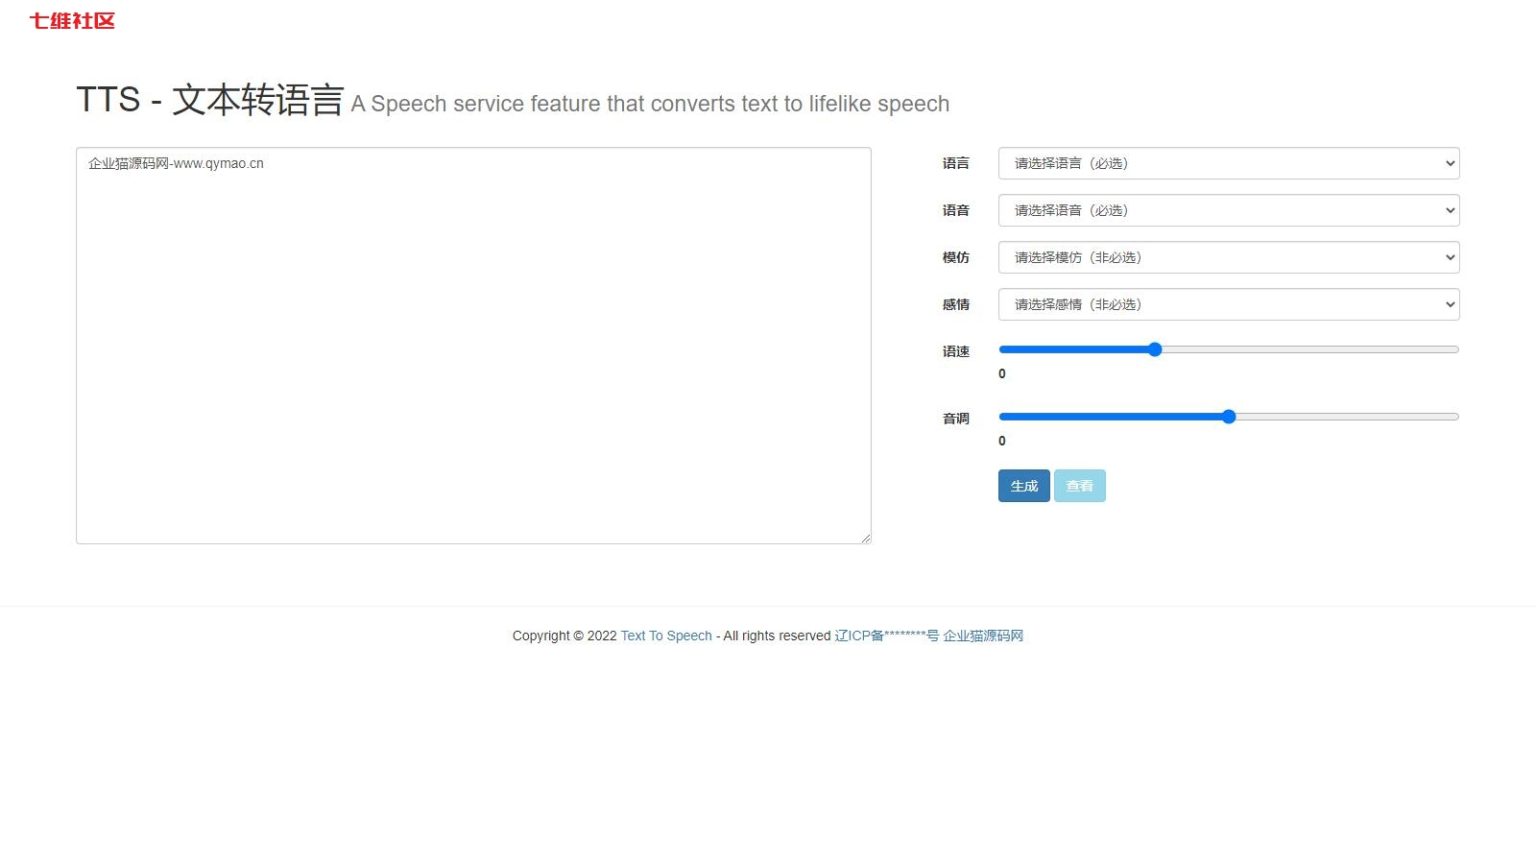 七维社区
TTS - 文本转语言 A Speech service feature that converts text to lifelike speech
企业猫源码网-www.qymao.cn
语言 请选择语言（必选）
语音 请选择语音（必选）
模仿 请选择模仿（非必选）
感情 请选择感情（非必选）
语速
0
音调
0
生成 查看
Copyright © 2022 Text To Speech - All rights reserved 辽ICP备********号 企业猫源码网